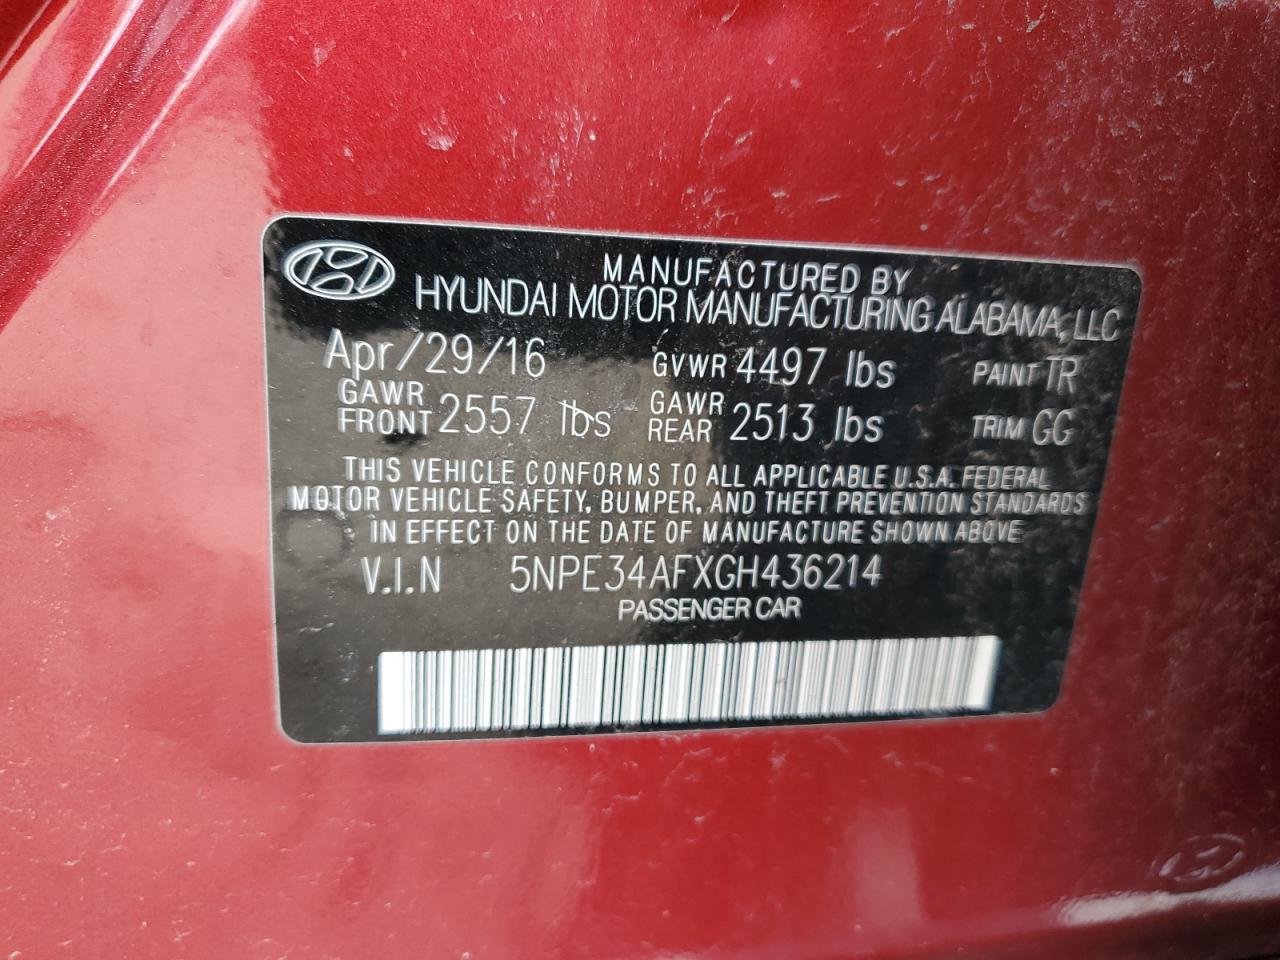 MANUFACTURED BY
HYUNDAI MOTOR MANUFACTURING ALABAMA, LLC
Apr/29/16 GVWR 4497 lbs PAINT TR
GAWR FRONT 2557 lbs GAWR REAR 2513 lbs TRIM GG
THIS VEHICLE CONFORMS TO ALL APPLICABLE U.S.A. FEDERAL
MOTOR VEHICLE SAFETY, BUMPER, AND THEFT PREVENTION STANDARDS
IN EFFECT ON THE DATE OF MANUFACTURE SHOWN ABOVE
V.I.N 5NPE34AFXGH436214
PASSENGER CAR